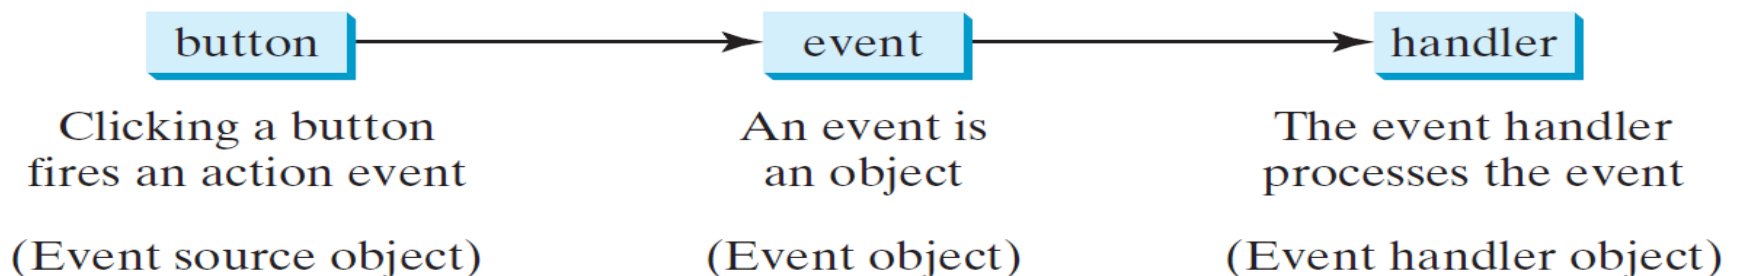 button
event
handler
Clicking a button
fires an action event
An event is
an object
The event handler
processes the event
(Event source object)
(Event object)
(Event handler object)